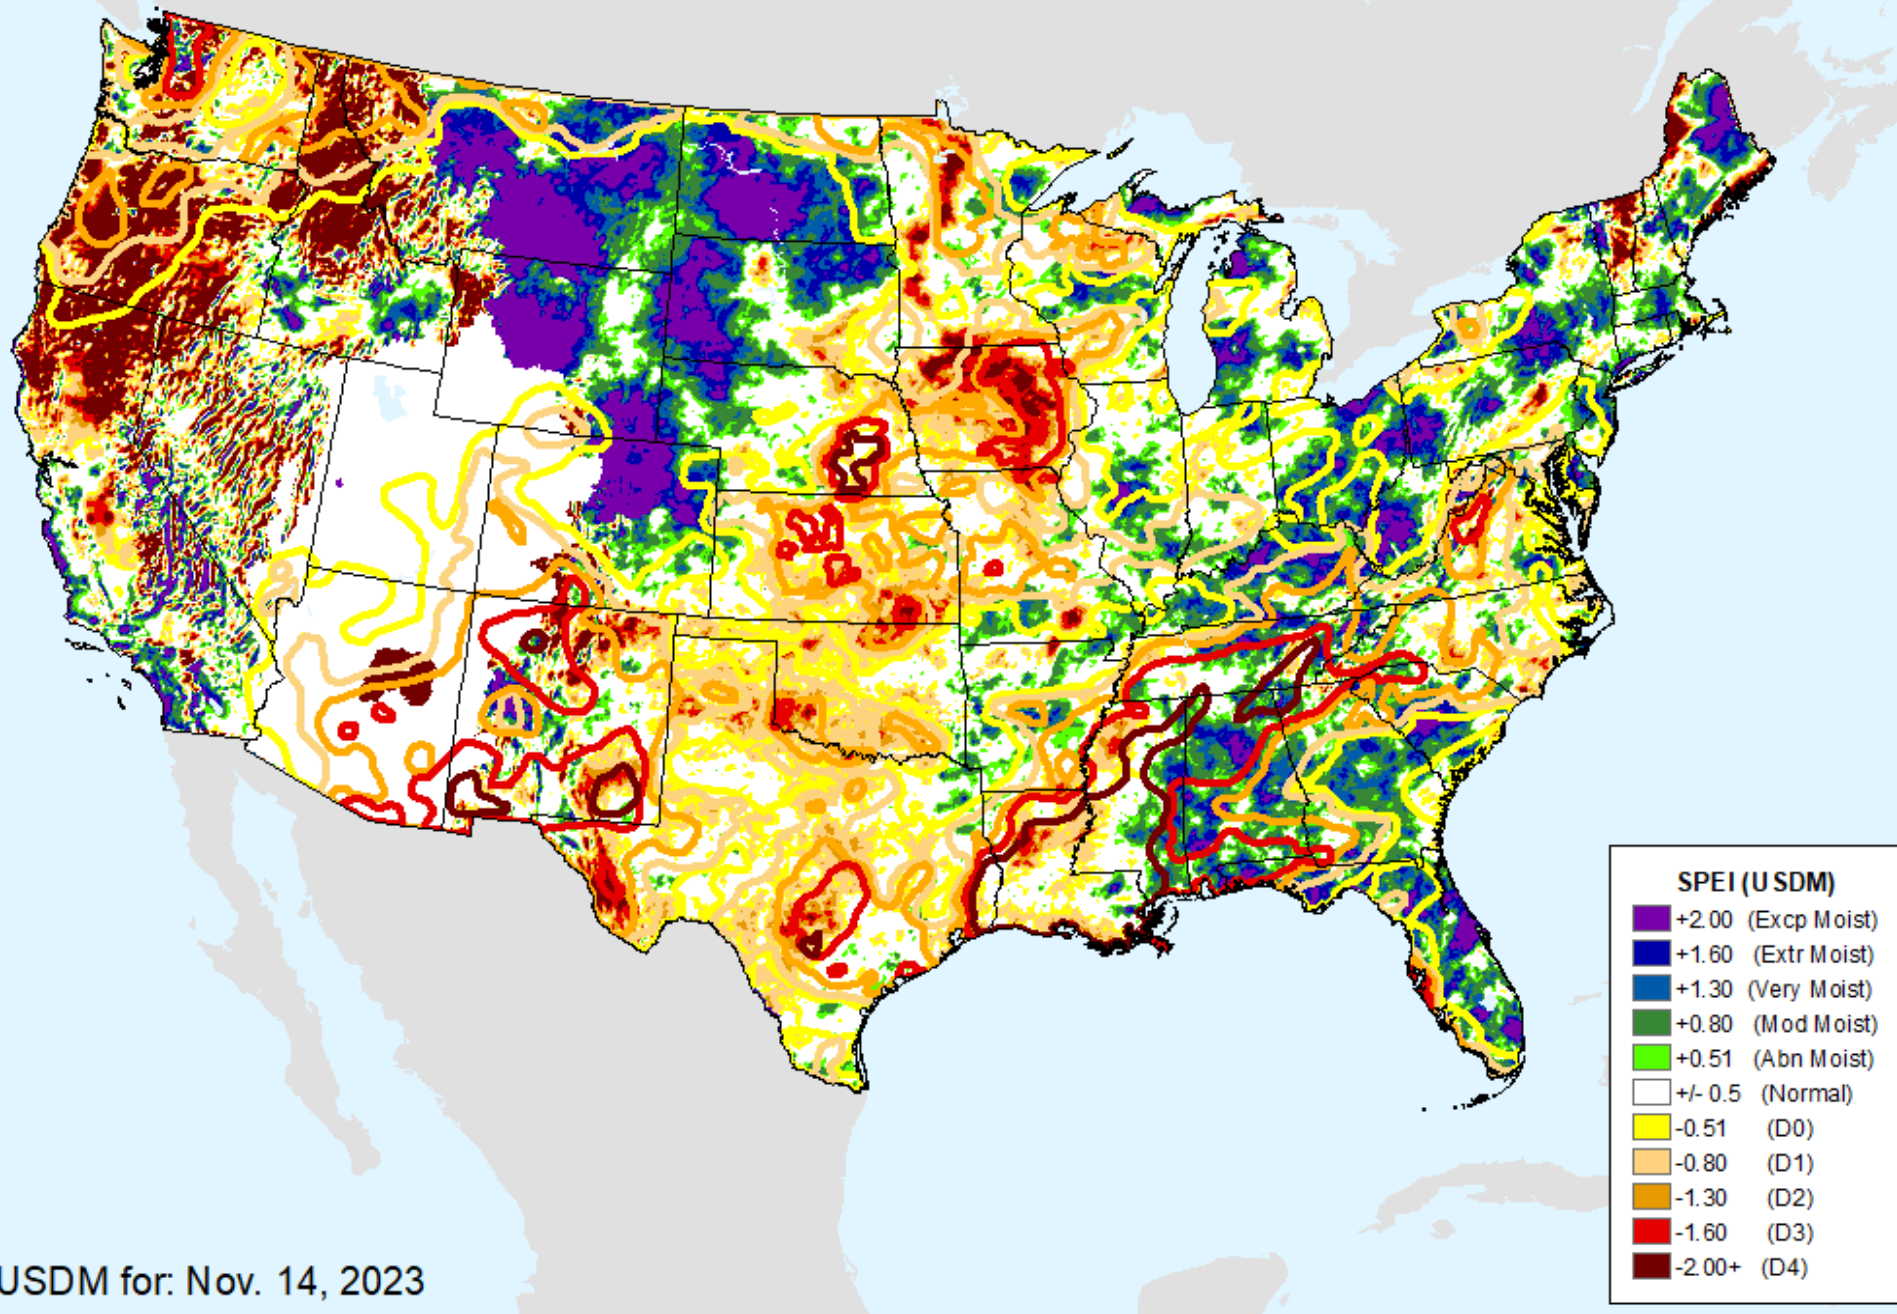 SPEI (USDM)
+2.00 (Excp Moist)
+1.60 (Extr Moist)
+1.30 (Very Moist)
+0.80 (Mod Moist)
+0.51 (Abn Moist)
+/- 0.5 (Normal)
-0.51 (D0)
-0.80 (D1)
-1.30 (D2)
-1.60 (D3)
-2.00+ (D4)
USDM for: Nov. 14, 2023